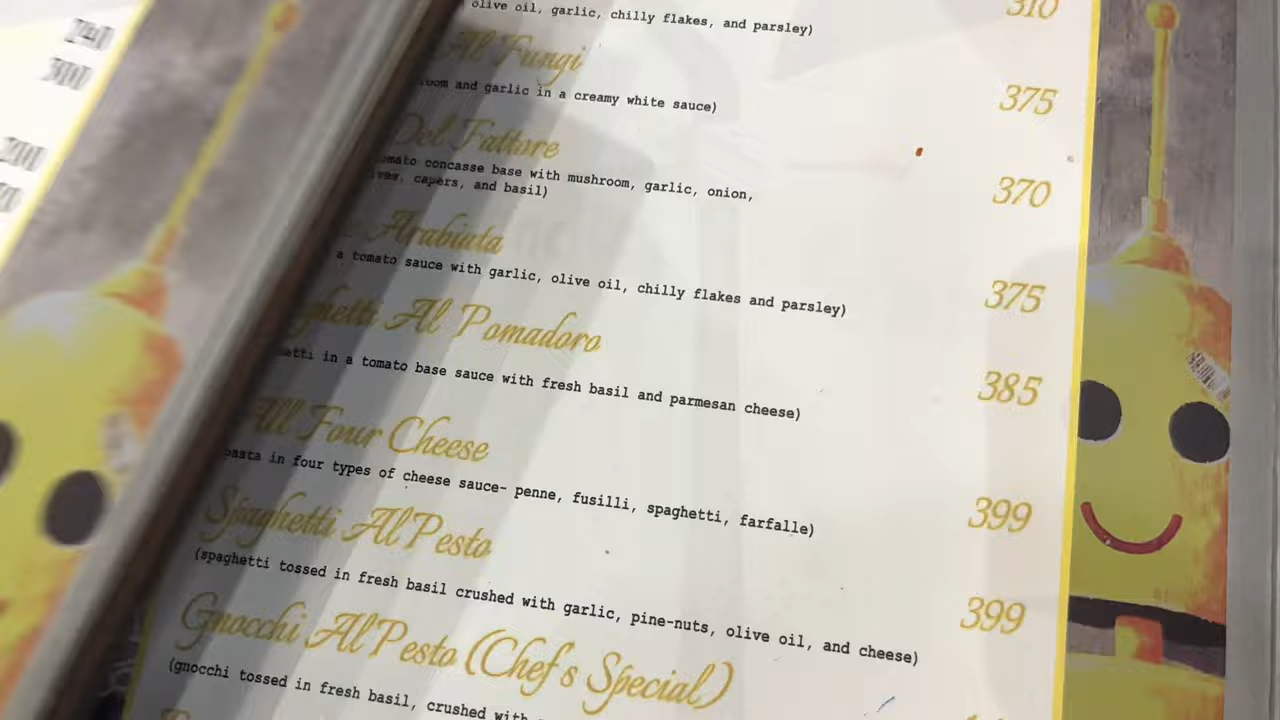 240
300
200
olive oil, garlic, chilly flakes, and parsley) 310
Al Fungi
and garlic in a creamy white sauce) 375
Del Fattore
concasse base with mushroom, garlic, onion,
capers, and basil) 370
Arabiata
a tomato sauce with garlic, olive oil, chilly flakes and parsley) 375
Al Pomadoro
in a tomato base sauce with fresh basil and parmesan cheese) 385
All Four Cheese
pasta in four types of cheese sauce- penne, fusilli, spaghetti, farfalle) 399
Spaghetti Al Pesto
(spaghetti tossed in fresh basil crushed with garlic, pine-nuts, olive oil, and cheese) 399
Gnocchi Al Pesto (Chef's Special)
(gnocchi tossed in fresh basil, crushed with